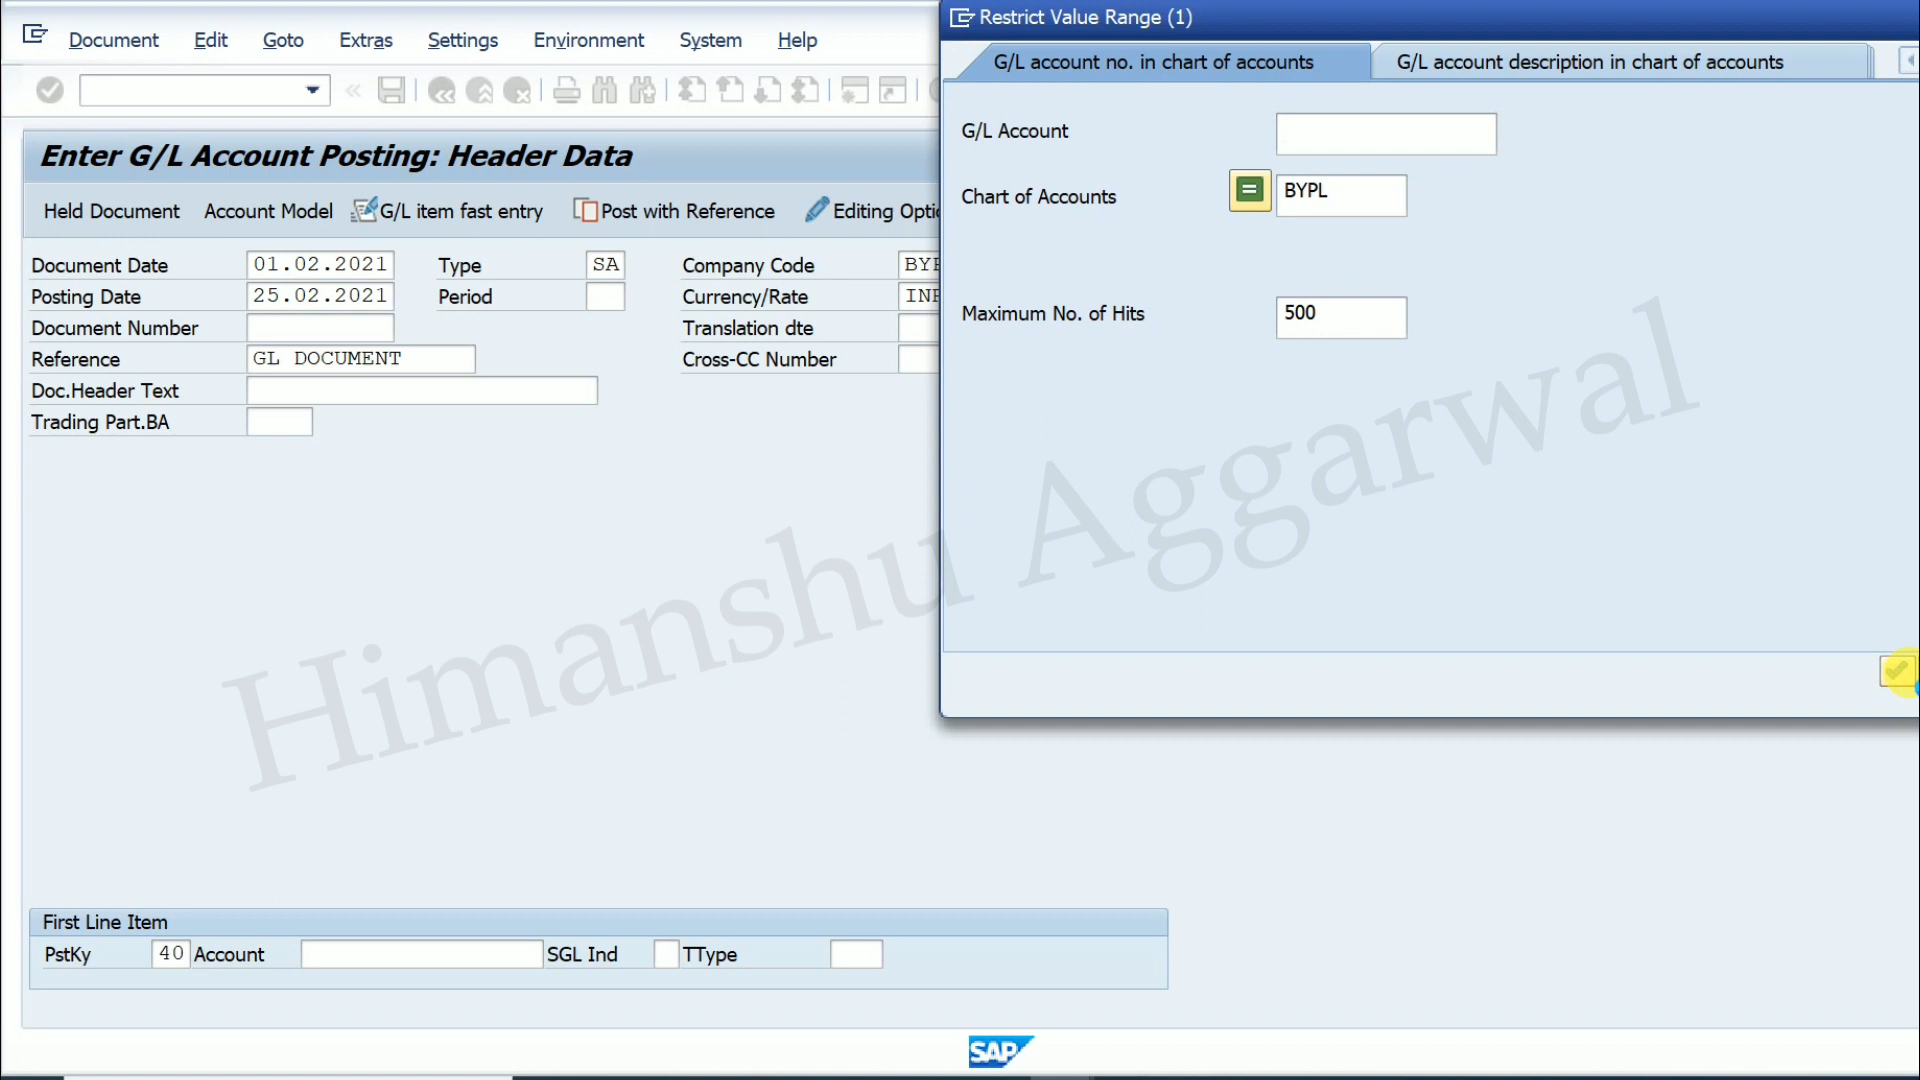 Document Edit Goto Extras Settings Environment System Help
Enter G/L Account Posting: Header Data
Held Document Account Model G/L item fast entry Post with Reference Editing
Document Date 01.02.2021 Type SA Company Code
Posting Date 25.02.2021 Period Currency/Rate
Document Number Translation dte
Reference GL DOCUMENT Cross-CC Number
Doc.Header Text
Trading Part.BA
First Line Item
PstKy 40 Account SGL Ind TType
SAP
Restrict Value Range (1)
G/L account no. in chart of accounts G/L account description in chart of accounts
G/L Account
Chart of Accounts BYPL
Maximum No. of Hits 500
Himanshu Aggarwal